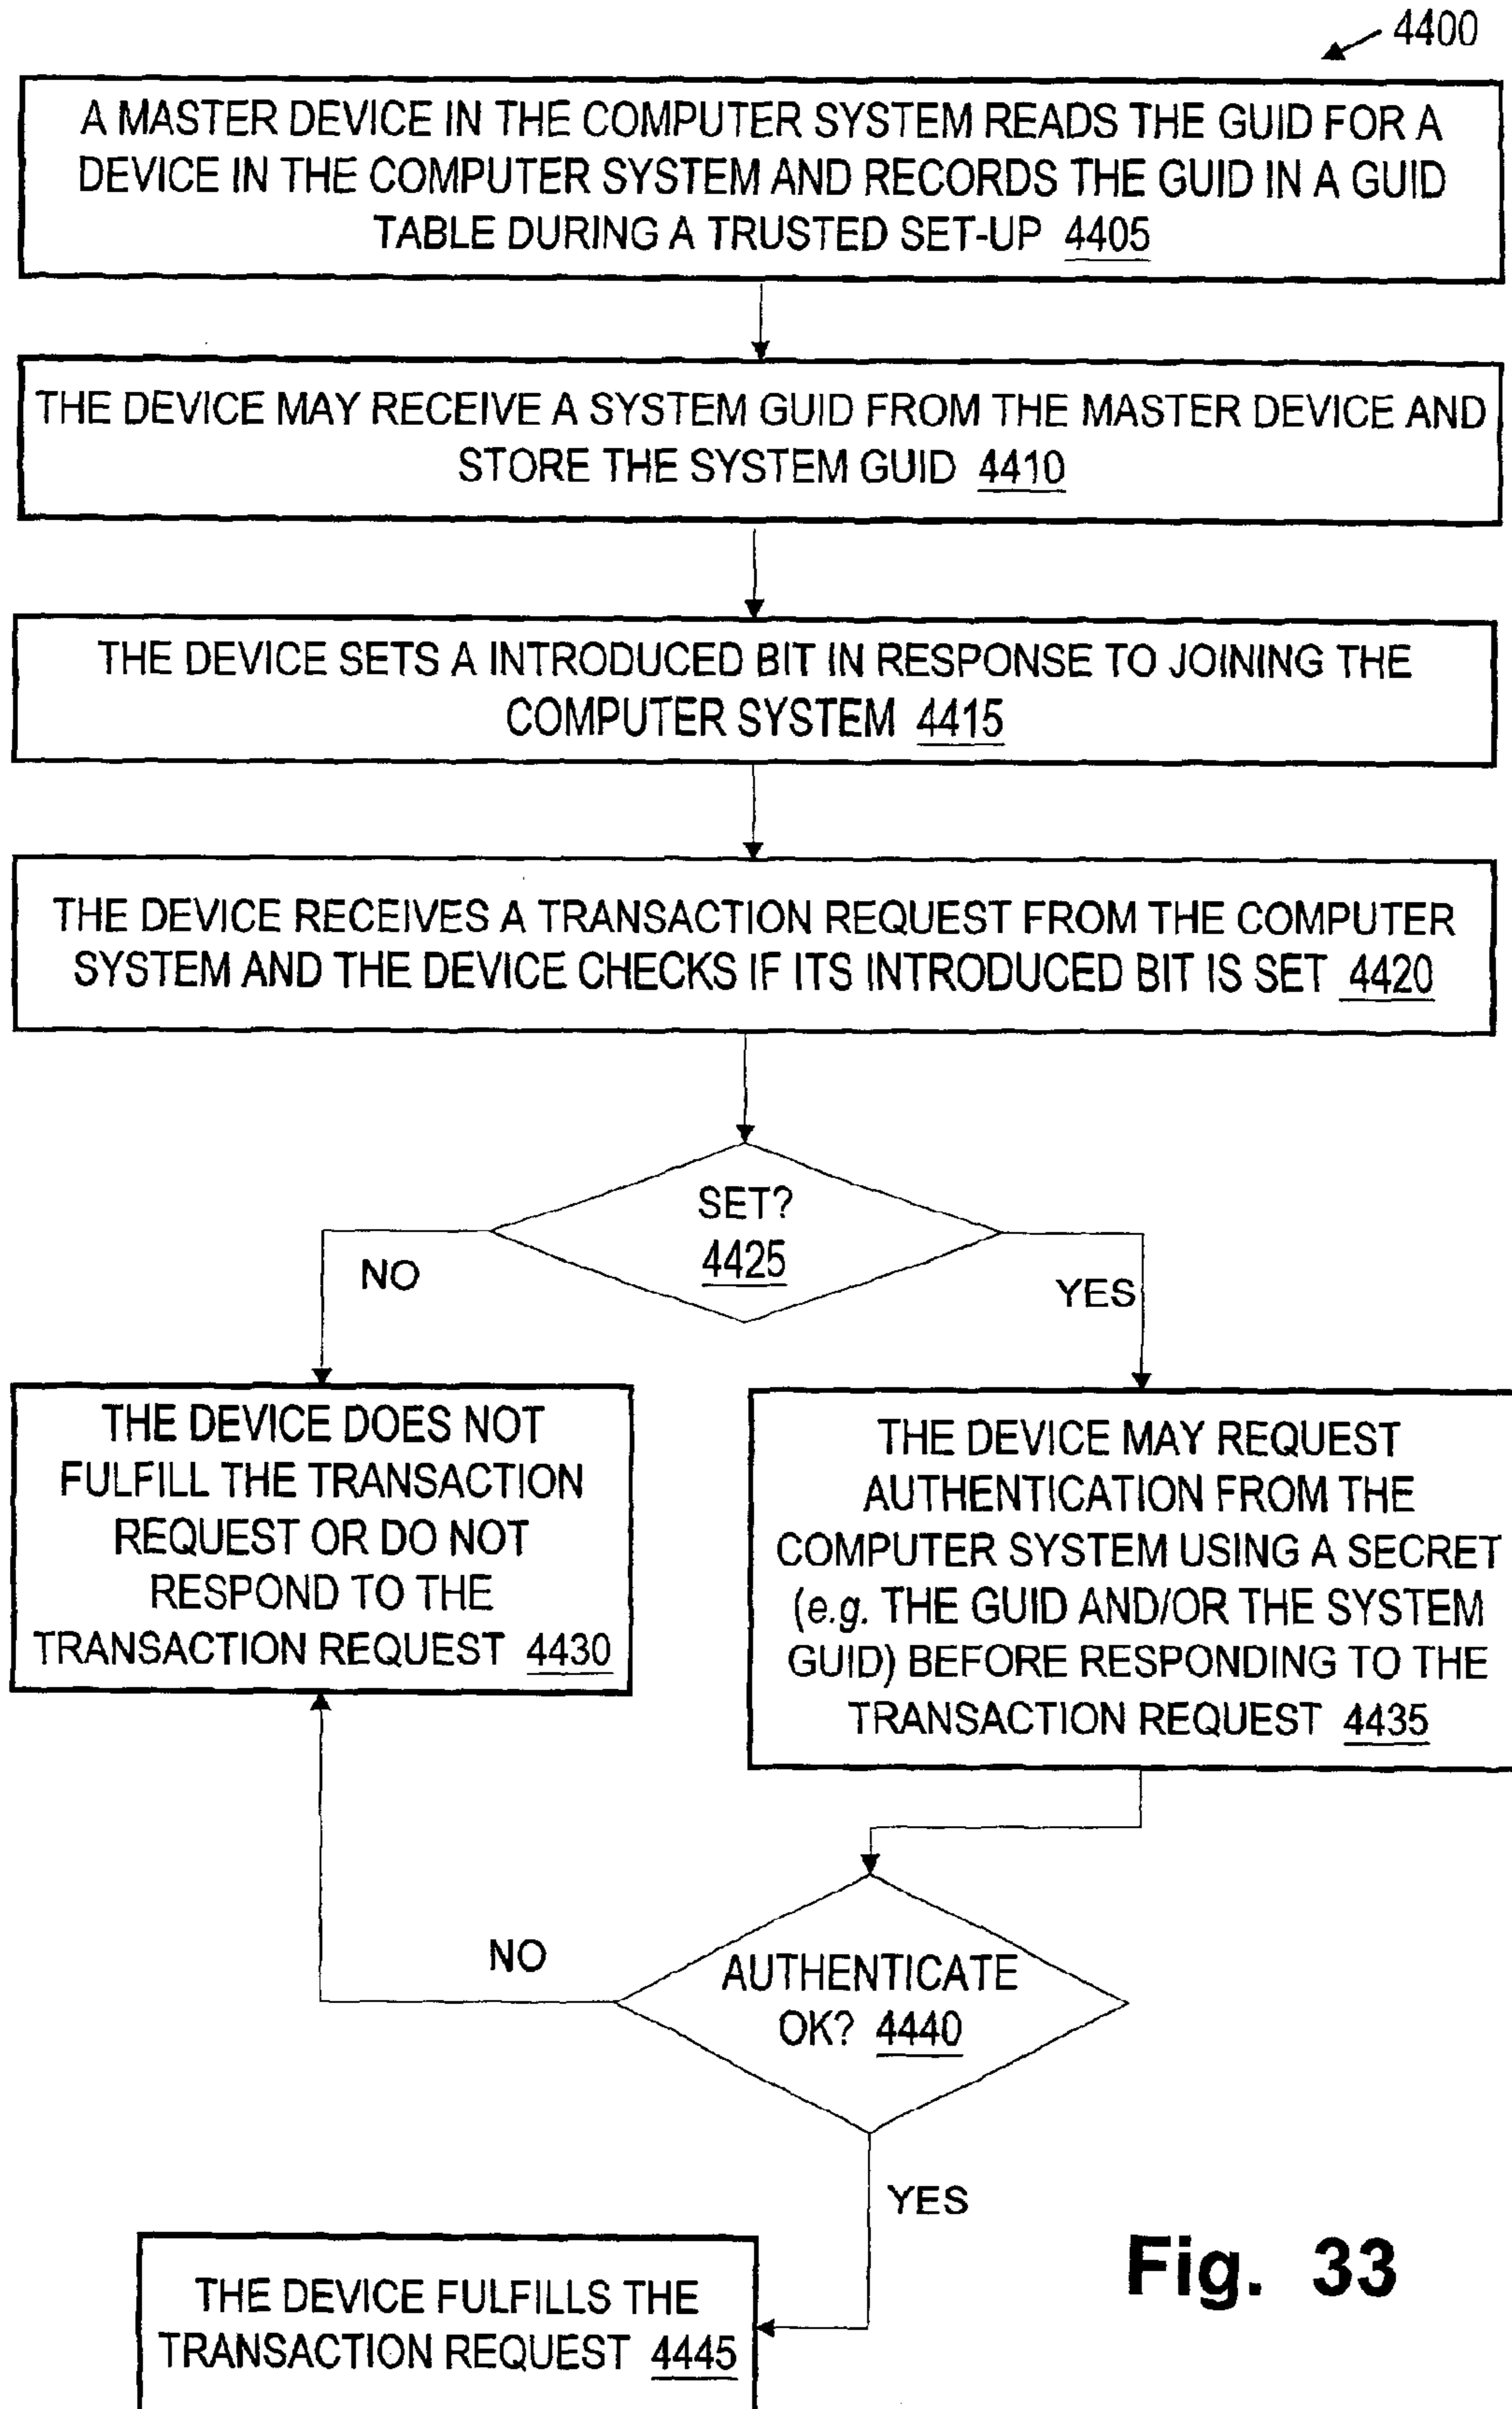 4400
A MASTER DEVICE IN THE COMPUTER SYSTEM READS THE GUID FOR A
DEVICE IN THE COMPUTER SYSTEM AND RECORDS THE GUID IN A GUID
TABLE DURING A TRUSTED SET-UP 4405
THE DEVICE MAY RECEIVE A SYSTEM GUID FROM THE MASTER DEVICE AND
STORE THE SYSTEM GUID 4410
THE DEVICE SETS A INTRODUCED BIT IN RESPONSE TO JOINING THE
COMPUTER SYSTEM 4415
THE DEVICE RECEIVES A TRANSACTION REQUEST FROM THE COMPUTER
SYSTEM AND THE DEVICE CHECKS IF ITS INTRODUCED BIT IS SET 4420
SET?
4425
NO
YES
THE DEVICE DOES NOT
FULFILL THE TRANSACTION
REQUEST OR DO NOT
RESPOND TO THE
TRANSACTION REQUEST 4430
THE DEVICE MAY REQUEST
AUTHENTICATION FROM THE
COMPUTER SYSTEM USING A SECRET
(e.g. THE GUID AND/OR THE SYSTEM
GUID) BEFORE RESPONDING TO THE
TRANSACTION REQUEST 4435
NO
AUTHENTICATE
OK? 4440
YES
THE DEVICE FULFILLS THE
TRANSACTION REQUEST 4445
Fig. 33